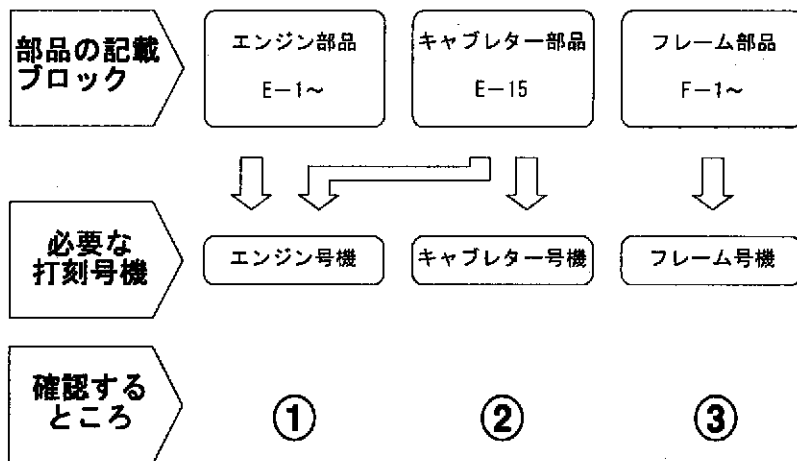 部品の記載
ブロック
エンジン部品
E－1～
キャブレター部品
E－15
フレーム部品
F－1～
必要な
打刻号機
エンジン号機
キャブレター号機
フレーム号機
確認する
ところ
①
②
③